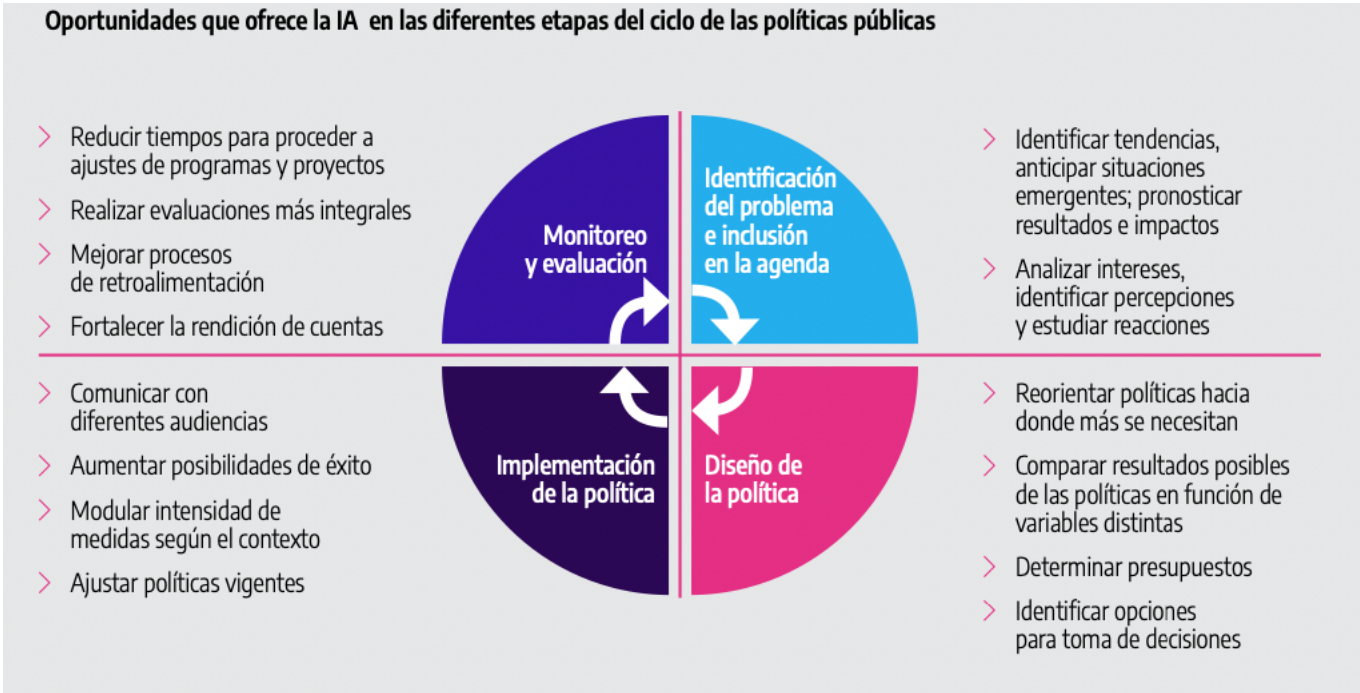 Oportunidades que ofrece la IA en las diferentes etapas del ciclo de las políticas públicas
Reducir tiempos para proceder a
ajustes de programas y proyectos
Realizar evaluaciones más integrales
Mejorar procesos
de retroalimentación
Fortalecer la rendición de cuentas
Monitoreo
y evaluación
Identificación
del problema
e inclusión
en la agenda
Identificar tendencias,
anticipar situaciones
emergentes; pronosticar
resultados e impactos
Analizar intereses,
identificar percepciones
y estudiar reacciones
Comunicar con
diferentes audiencias
Aumentar posibilidades de éxito
Modular intensidad de
medidas según el contexto
Ajustar políticas vigentes
Implementación
de la política
Diseño de
la política
Reorientar políticas hacia
donde más se necesitan
Comparar resultados posibles
de las políticas en función de
variables distintas
Determinar presupuestos
Identificar opciones
para toma de decisiones